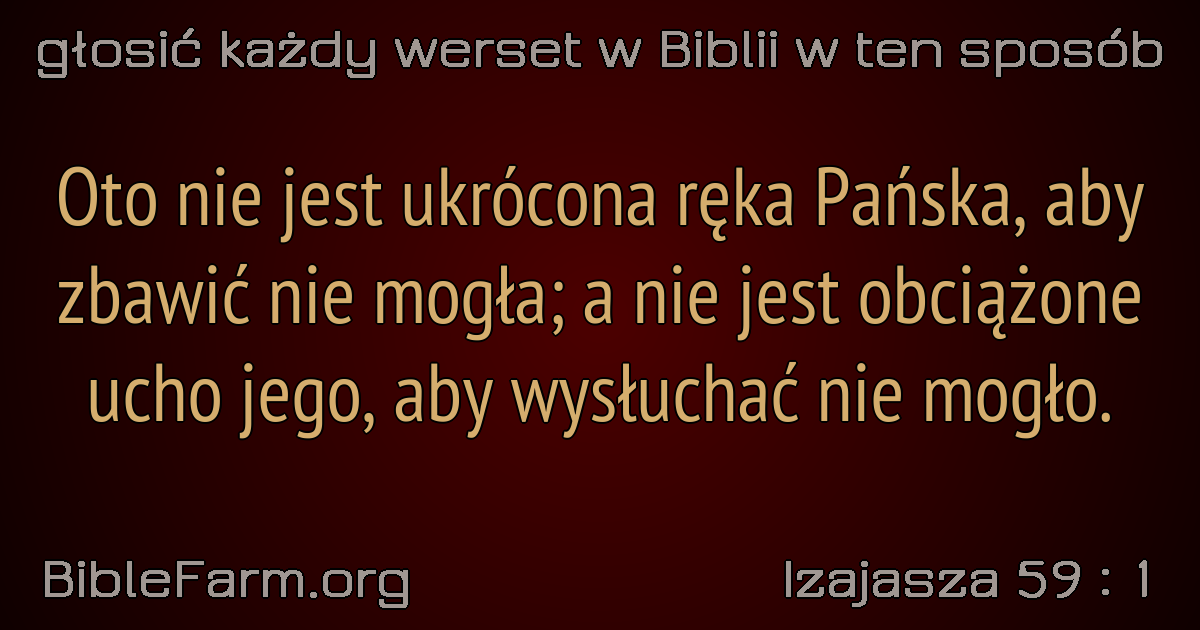 głosić każdy werset w Biblii w ten sposób
Oto nie jest ukrócona ręka Pańska, aby
zbawić nie mogła; a nie jest obciążone
ucho jego, aby wysłuchać nie mogło.
BibleFarm.org
Izajasza 59 : 1